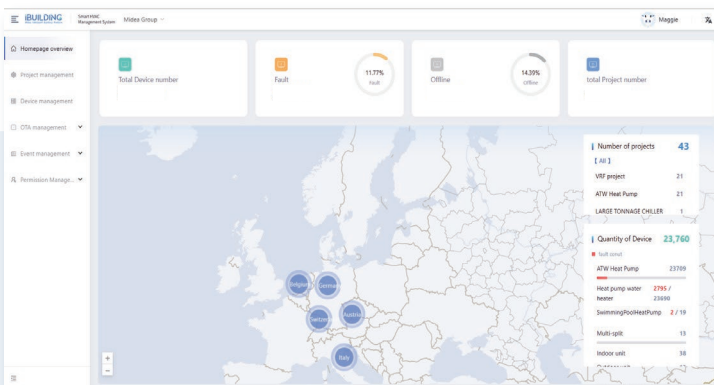 iBUILDING
Smart HVAC
Management System
Midea Group
Maggie
Homepage overview
Project management
Device management
OTA management
Event management
Permission Manage...
Total Device number
Fault
11.77%
Fault
Offline
14.39%
Offline
total Project number
Number of projects 43
[ All ]
VRF project 21
ATW Heat Pump 21
LARGE TONNAGE CHILLER 1
Quantity of Device 23,760
fault zond
ATW Heat Pump 23709
Heat pump water heater 2795 / 23690
SwimmingPoolHeatPump 2 / 19
Multi-split 13
Indoor unit 38
Belgium
German
Switzer
Austria
Italy
+
−